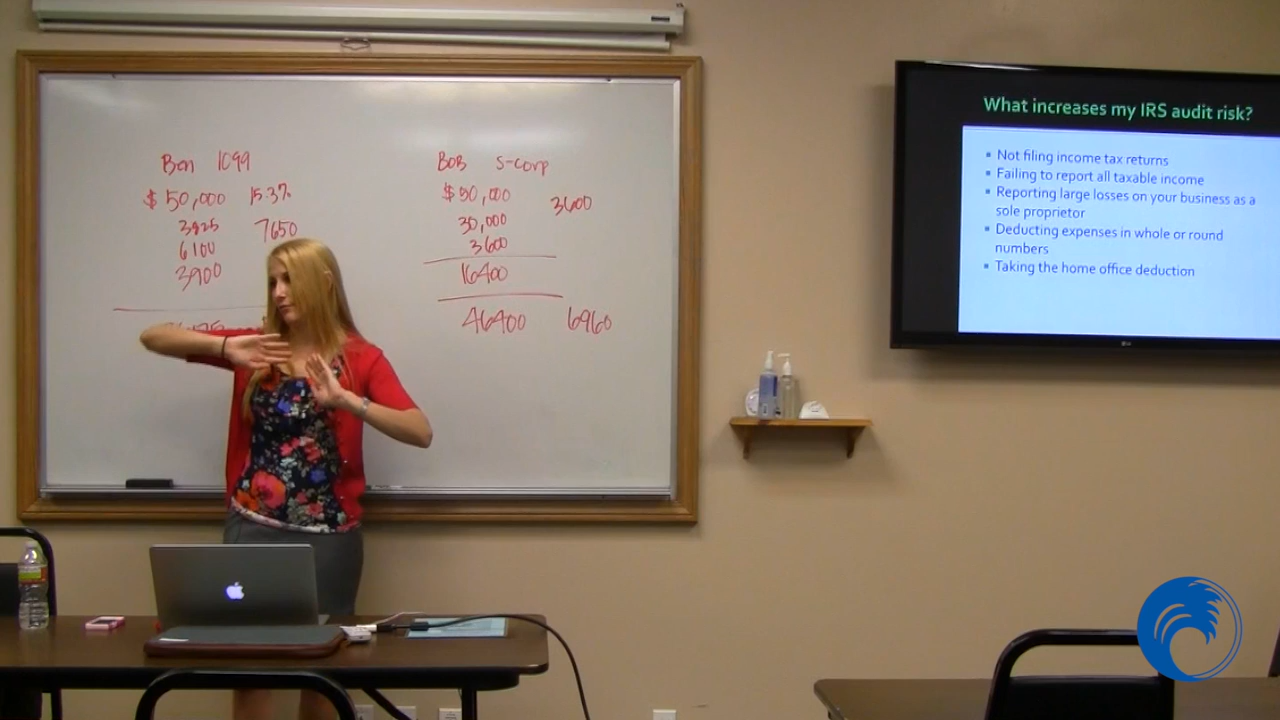 Ben 1099
$50,000 15.3%
3825 7650
6100
3900
BOB S-corp
$50,000 3600
30,000
3600
16400
46400 6960
What increases my IRS audit risk?
Not filing income tax returns
Failing to report all taxable income
Reporting large losses on your business as a
sole proprietor
Deducting expenses in whole or round
numbers
Taking the home office deduction
LG